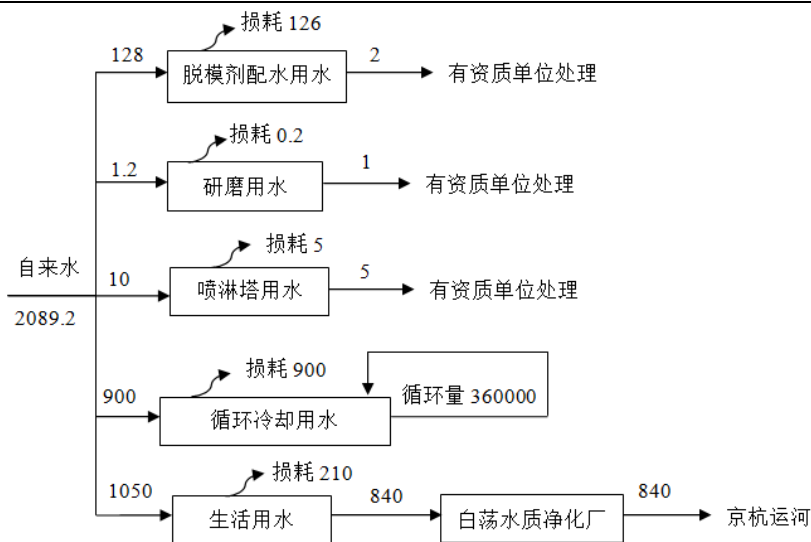 损耗 126
128
脱模剂配水用水
2
有资质单位处理
损耗 0.2
1.2
研磨用水
1
有资质单位处理
损耗 5
自来水
2089.2
10
喷淋塔用水
5
有资质单位处理
损耗 900
900
循环冷却用水
循环量 360000
损耗 210
1050
生活用水
840
白荡水质净化厂
840
京杭运河